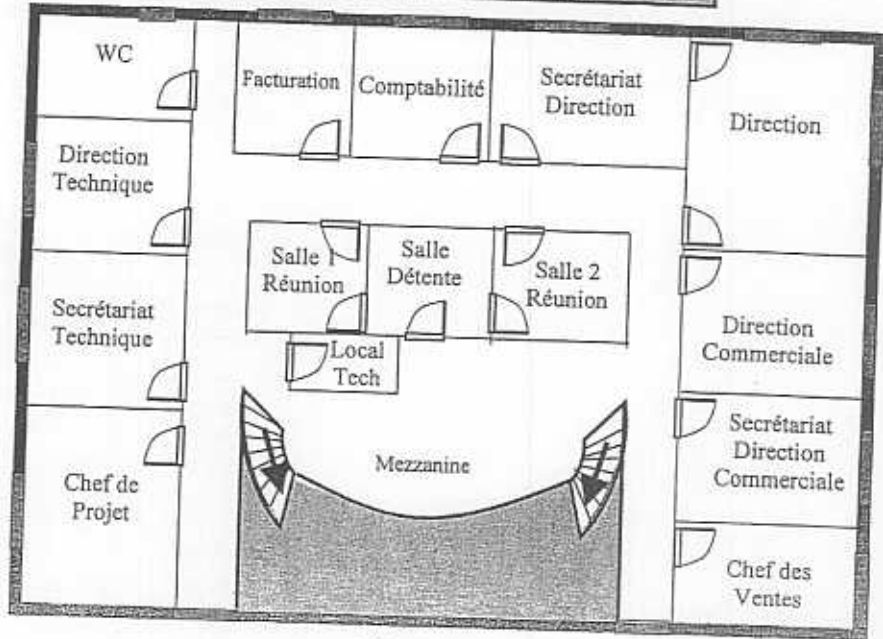 WC
Facturation
Comptabilité
Secrétariat
Direction
Direction
Direction
Technique
Salle 1
Réunion
Salle
Détente
Salle 2
Réunion
Secrétariat
Technique
Direction
Commerciale
Local
Tech
Secrétariat
Direction
Commerciale
Mezzanine
Chef de
Projet
Chef des
Ventes